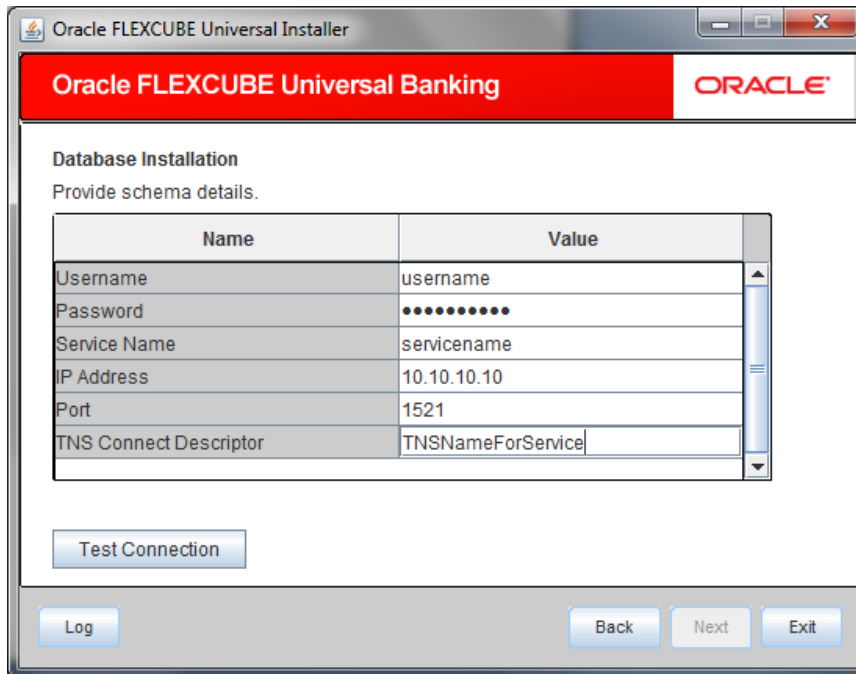 Oracle FLEXCUBE Universal Installer
Oracle FLEXCUBE Universal Banking ORACLE
Database Installation
Provide schema details.
Name Value
Username username
Password ••••••••••
Service Name servicename
IP Address 10.10.10.10
Port 1521
TNS Connect Descriptor TNSNameForService
Test Connection
Log Back Next Exit